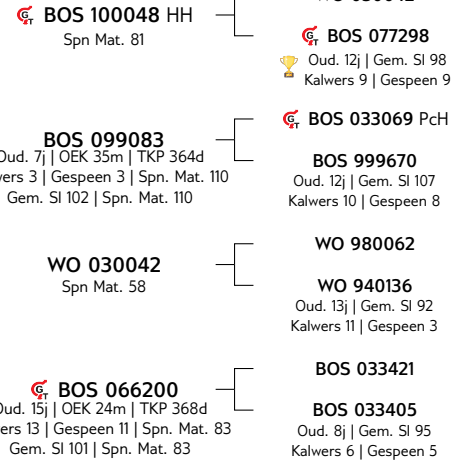 BOS 100048 HH
Spn Mat. 81
BOS 077298
Oud. 12j | Gem. SI 98
Kalwers 9 | Gespeen 9
BOS 033069 PcH
BOS 099083
Oud. 7j | OEK 35m | TKP 364d
wers 3 | Gespeen 3 | Spn. Mat. 110
Gem. SI 102 | Spn. Mat. 110
BOS 999670
Oud. 12j | Gem. SI 107
Kalwers 10 | Gespeen 8
WO 980062
WO 030042
Spn Mat. 58
WO 940136
Oud. 13j | Gem. SI 92
Kalwers 11 | Gespeen 3
BOS 033421
BOS 066200
Oud. 15j | OEK 24m | TKP 368d
wers 13 | Gespeen 11 | Spn. Mat. 83
Gem. SI 101 | Spn. Mat. 83
BOS 033405
Oud. 8j | Gem. SI 95
Kalwers 6 | Gespeen 5